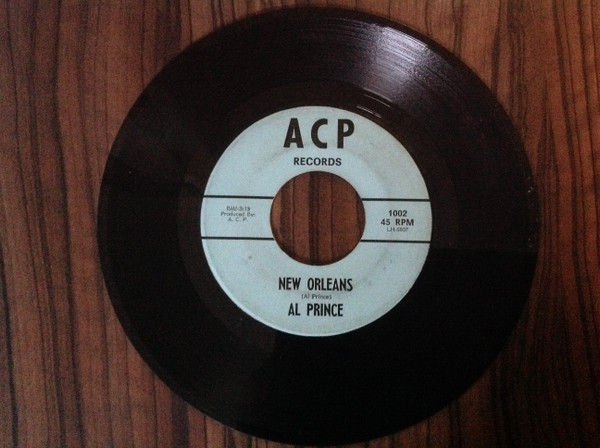 ACP
RECORDS
Produced By:
A. C. P.
1002
45 RPM
NEW ORLEANS
(Al Prince)
AL PRINCE